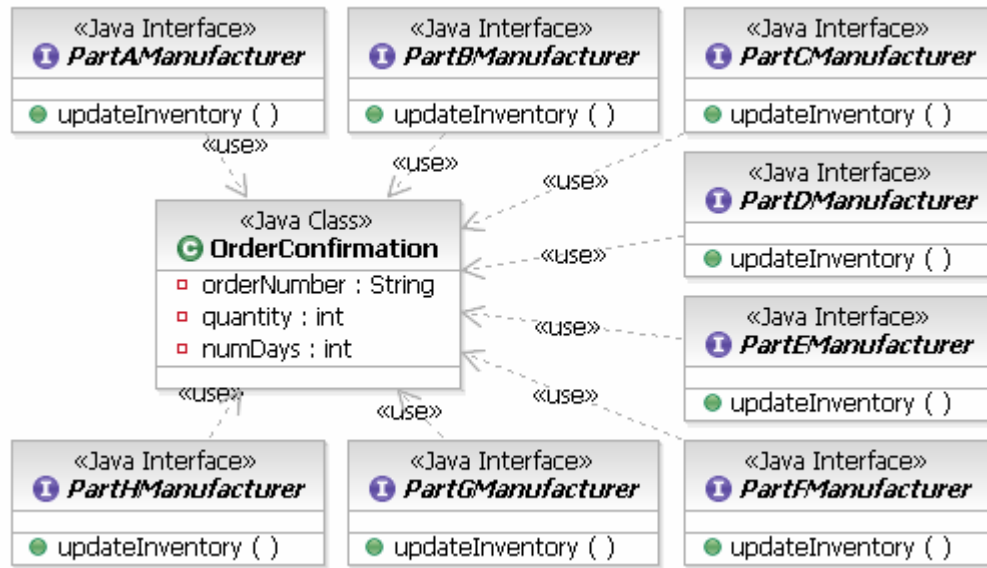 «Java Interface»
PartAManufacturer
updateInventory ( )
«Java Interface»
PartBManufacturer
updateInventory ( )
«Java Interface»
PartCManufacturer
updateInventory ( )
«use»
«use»
«use»
«Java Interface»
PartDManufacturer
updateInventory ( )
«use»
«Java Class»
OrderConfirmation
orderNumber : String
quantity : int
numDays : int
«Java Interface»
PartEManufacturer
updateInventory ( )
«use»
«use»
«use»
«use»
«Java Interface»
PartHManufacturer
updateInventory ( )
«Java Interface»
PartGManufacturer
updateInventory ( )
«Java Interface»
PartFManufacturer
updateInventory ( )